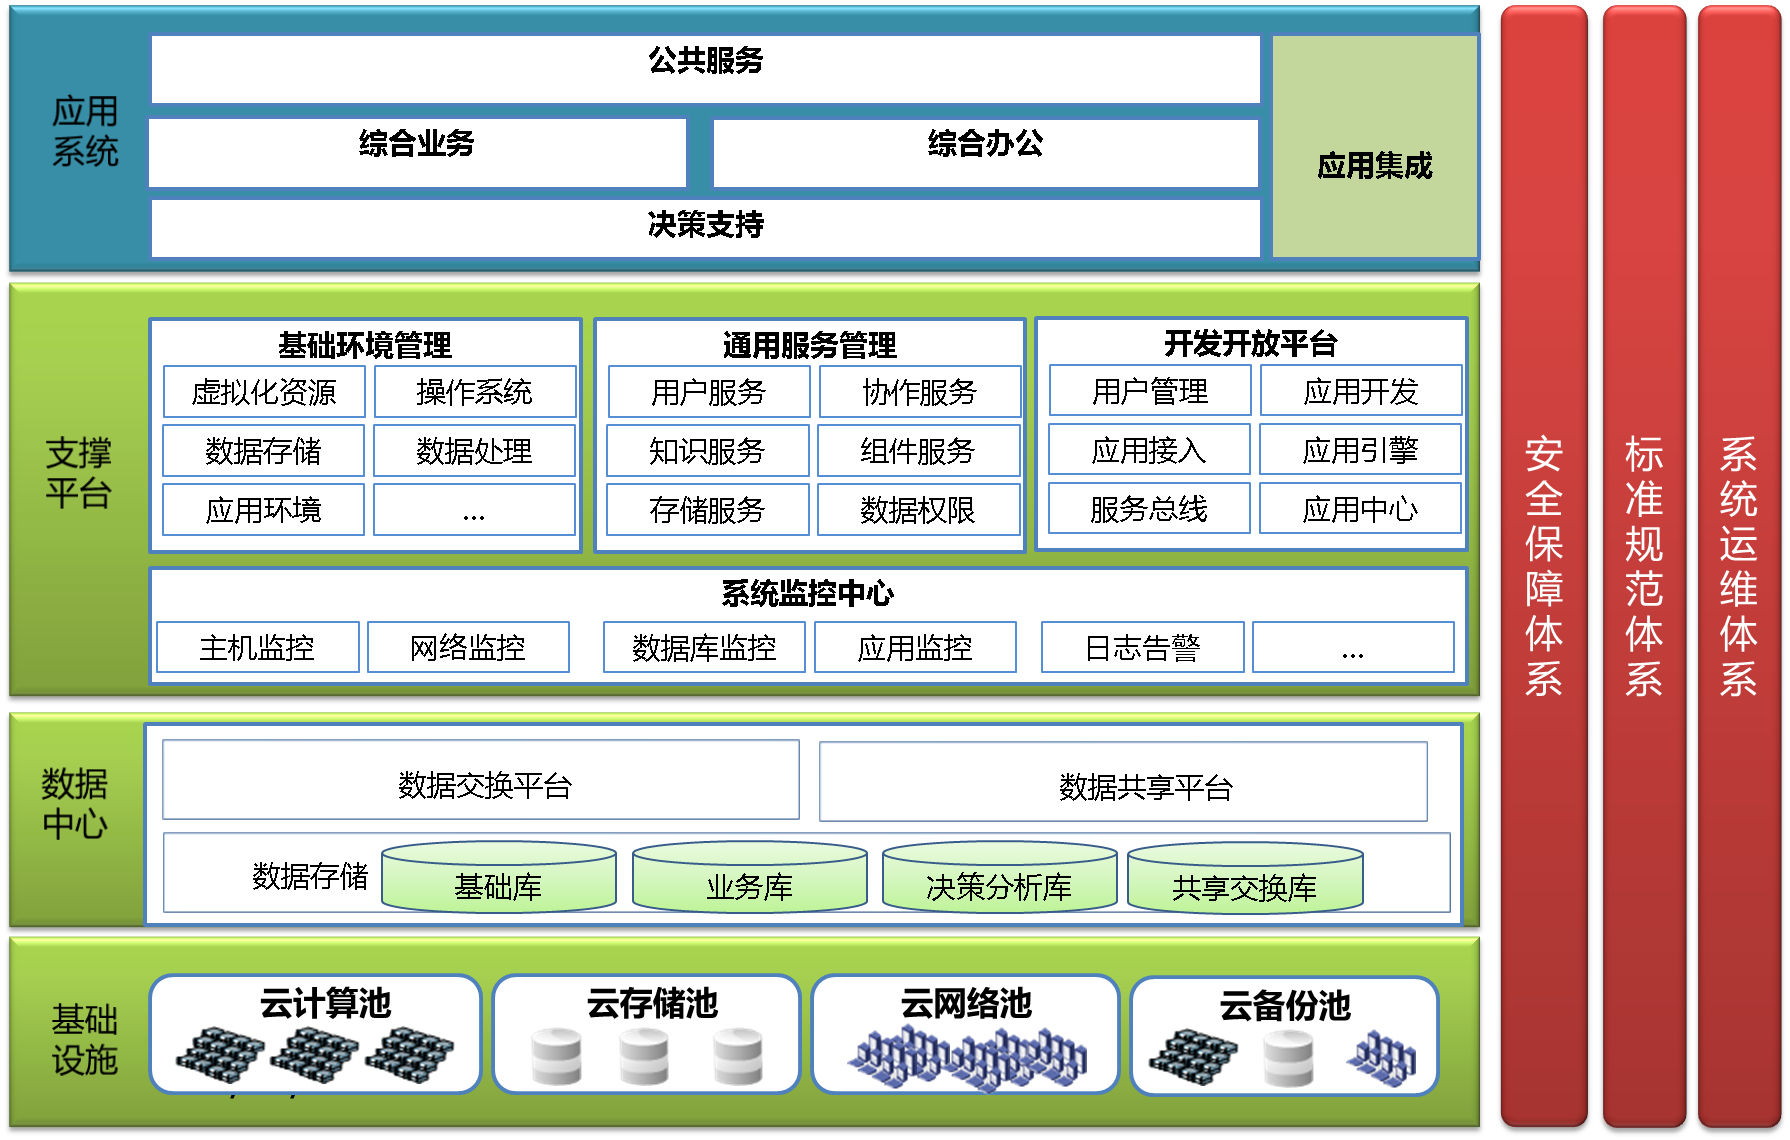 应用
系统
公共服务
综合业务
综合办公
决策支持
应用集成
支撑
平台
基础环境管理
虚拟化资源
操作系统
数据存储
数据处理
应用环境
...
通用服务管理
用户服务
协作服务
知识服务
组件服务
存储服务
数据权限
开发开放平台
用户管理
应用开发
应用接入
应用引擎
服务总线
应用中心
系统监控中心
主机监控
网络监控
数据库监控
应用监控
日志告警
...
数据
中心
数据交换平台
数据共享平台
数据存储
基础库
业务库
决策分析库
共享交换库
基础
设施
云计算池
云存储池
云网络池
云备份池
安全保障体系
标准规范体系
系统运维体系